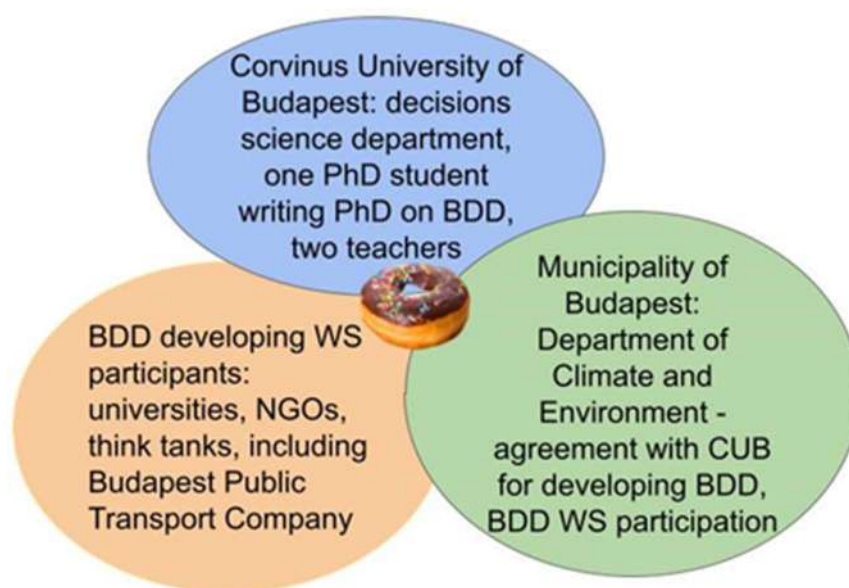 Corvinus University of
Budapest: decisions
science department,
one PhD student
writing PhD on BDD,
two teachers
BDD developing WS
participants:
universities, NGOs,
think tanks, including
Budapest Public
Transport Company
Municipality of
Budapest:
Department of
Climate and
Environment -
agreement with CUB
for developing BDD,
BDD WS participation